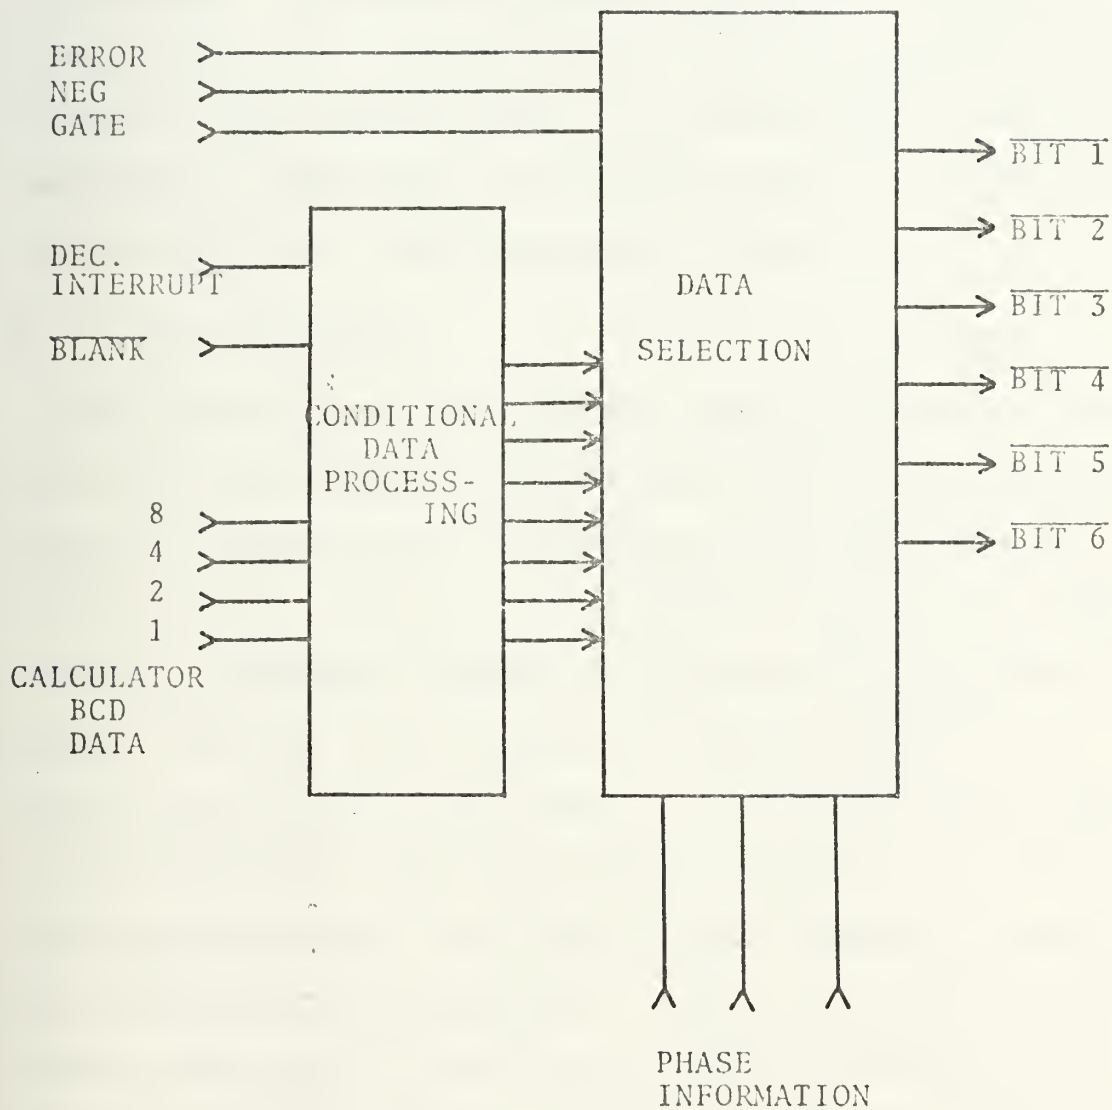 ERROR
NEG
GATE
DEC.
INTERRUPT
BLANK
8
4
2
1
CALCULATOR
BCD
DATA
CONDITIONAL
DATA
PROCESS-
ING
DATA
SELECTION
BIT 1
BIT 2
BIT 3
BIT 4
BIT 5
BIT 6
PHASE
INFORMATION